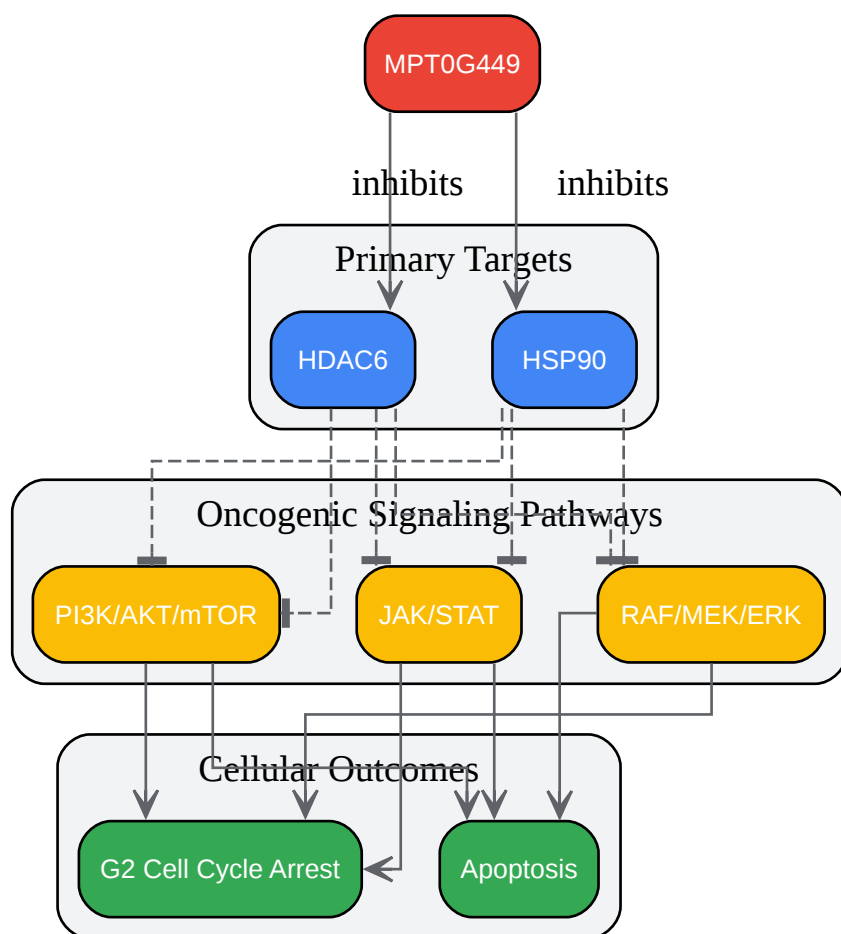 MPT0G449
inhibits inhibits
Primary Targets
HDAC6 HSP90
Oncogenic Signaling Pathways
PI3K/AKT/mTOR JAK/STAT RAF/MEK/ERK
Cellular Outcomes
G2 Cell Cycle Arrest Apoptosis